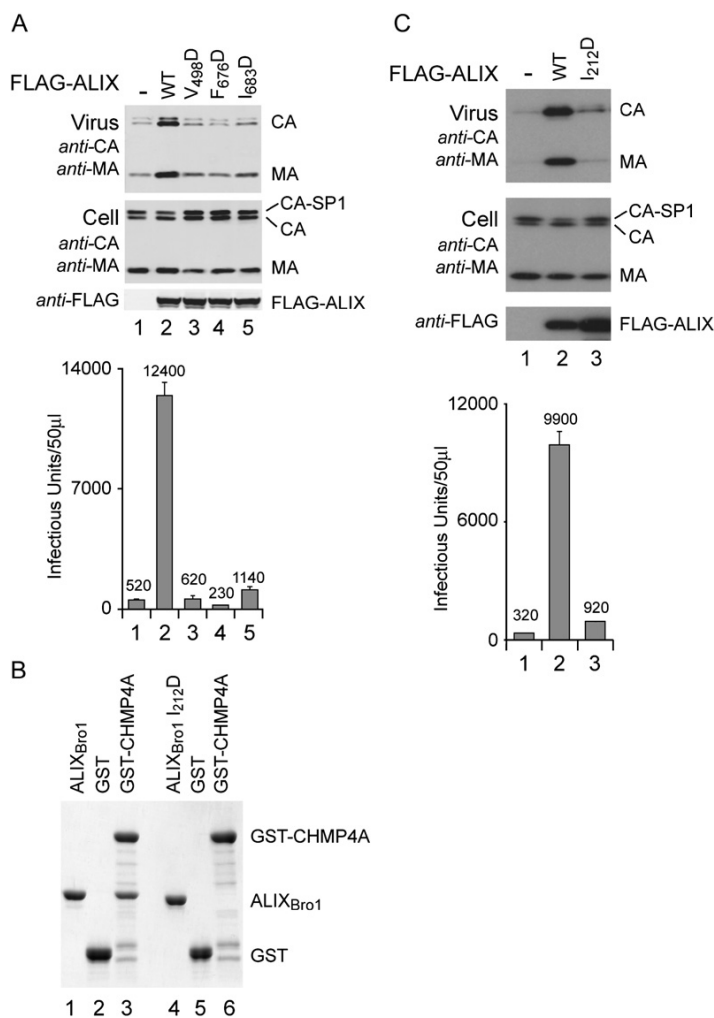 A
FLAG-ALIX
-
WT
V498D
F676D
I683D
Virus
CA
anti-CA
anti-MA
MA
Cell
CA-SP1
CA
anti-CA
anti-MA
MA
anti-FLAG
FLAG-ALIX
1 2 3 4 5
Infectious Units/50µl
14000
7000
0
520
12400
620
230
1140
1 2 3 4 5
B
ALIXBro1
GST
GST-CHMP4A
ALIXBro1 I212D
GST
GST-CHMP4A
GST-CHMP4A
ALIXBro1
GST
1 2 3 4 5 6
C
FLAG-ALIX
-
WT
I212D
Virus
CA
anti-CA
anti-MA
MA
Cell
CA-SP1
CA
anti-CA
anti-MA
MA
anti-FLAG
FLAG-ALIX
1 2 3
Infectious Units/50µl
12000
6000
0
320
9900
920
1 2 3